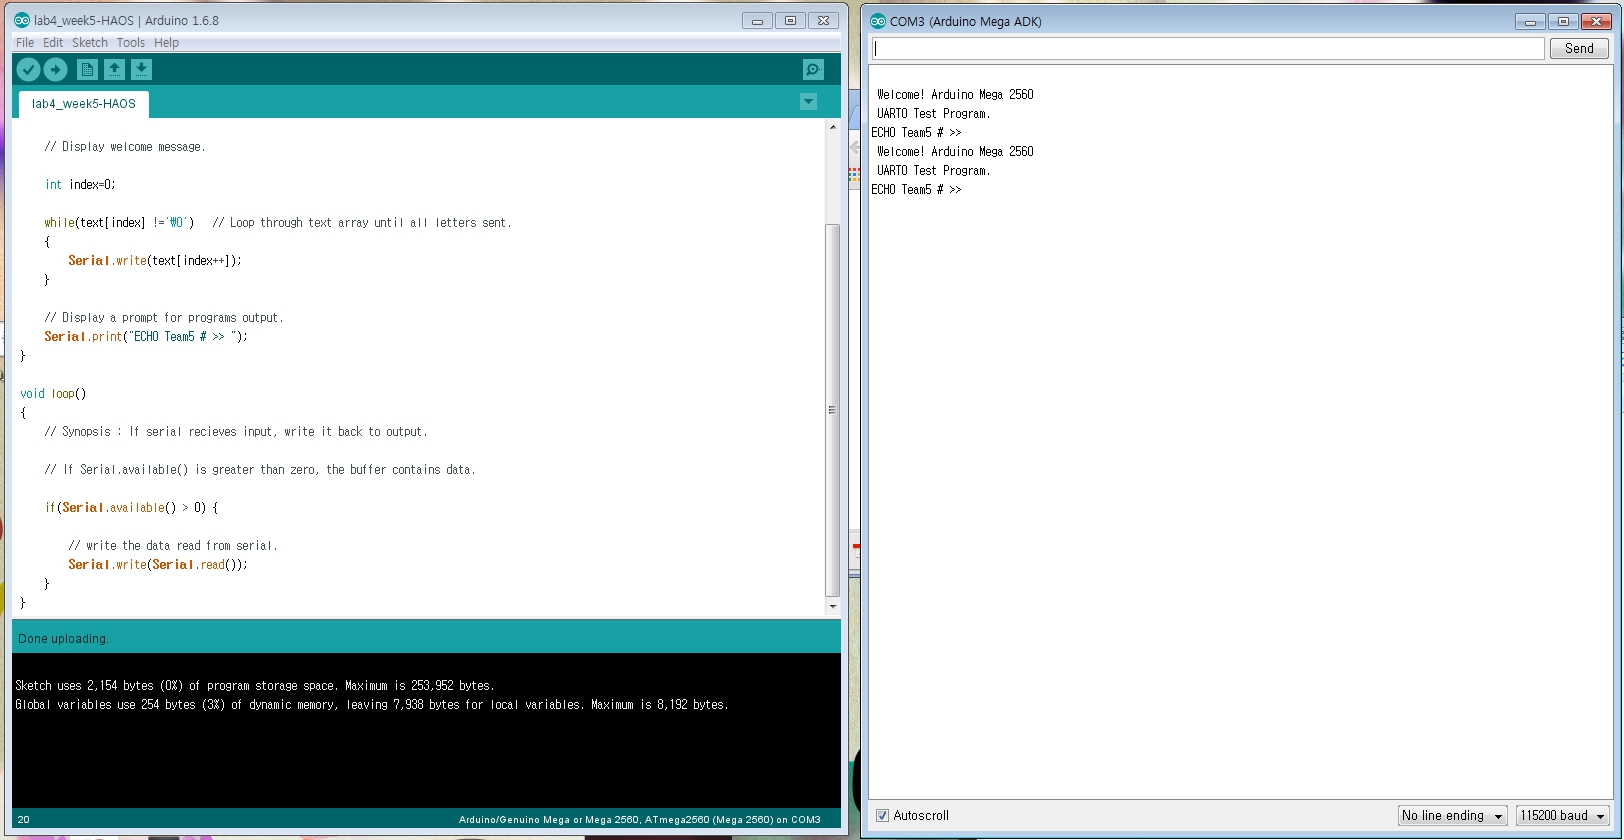 lab4_week5-HAOS | Arduino 1.6.8
File Edit Sketch Tools Help
lab4_week5-HAOS
// Display welcome message.
int index=0;
while(text[index] !='₩0') // Loop through text array until all letters sent.
{
Serial.write(text[index++]);
}
// Display a prompt for programs output.
Serial.print("ECHO Team5 # >> ");
}
void loop()
{
// Synopsis : If serial recieves input, write it back to output.
// If Serial.available() is greater than zero, the buffer contains data.
if(Serial.available() > 0) {
// write the data read from serial.
Serial.write(Serial.read());
}
}
Done uploading.
Sketch uses 2,154 bytes (0%) of program storage space. Maximum is 253,952 bytes.
Global variables use 254 bytes (3%) of dynamic memory, leaving 7,938 bytes for local variables. Maximum is 8,192 bytes.
20 Arduino/Genuino Mega or Mega 2560, ATmega2560 (Mega 2560) on COM3
COM3 (Arduino Mega ADK)
Send
Welcome! Arduino Mega 2560
UART0 Test Program.
ECHO Team5 # >>
Welcome! Arduino Mega 2560
UART0 Test Program.
ECHO Team5 # >>
Autoscroll No line ending 115200 baud